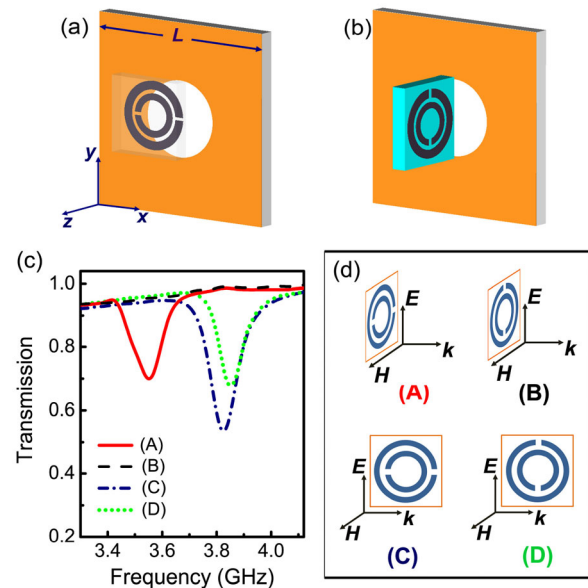 (a)
L
y
z
x
(b)
(c)
Transmission
1.0
0.8
0.6
0.4
0.2
(A)
(B)
(C)
(D)
3.4 3.6 3.8 4.0
Frequency (GHz)
(d)
E
k
H
(A)
E
k
H
(B)
E
k
H
(C)
E
k
H
(D)